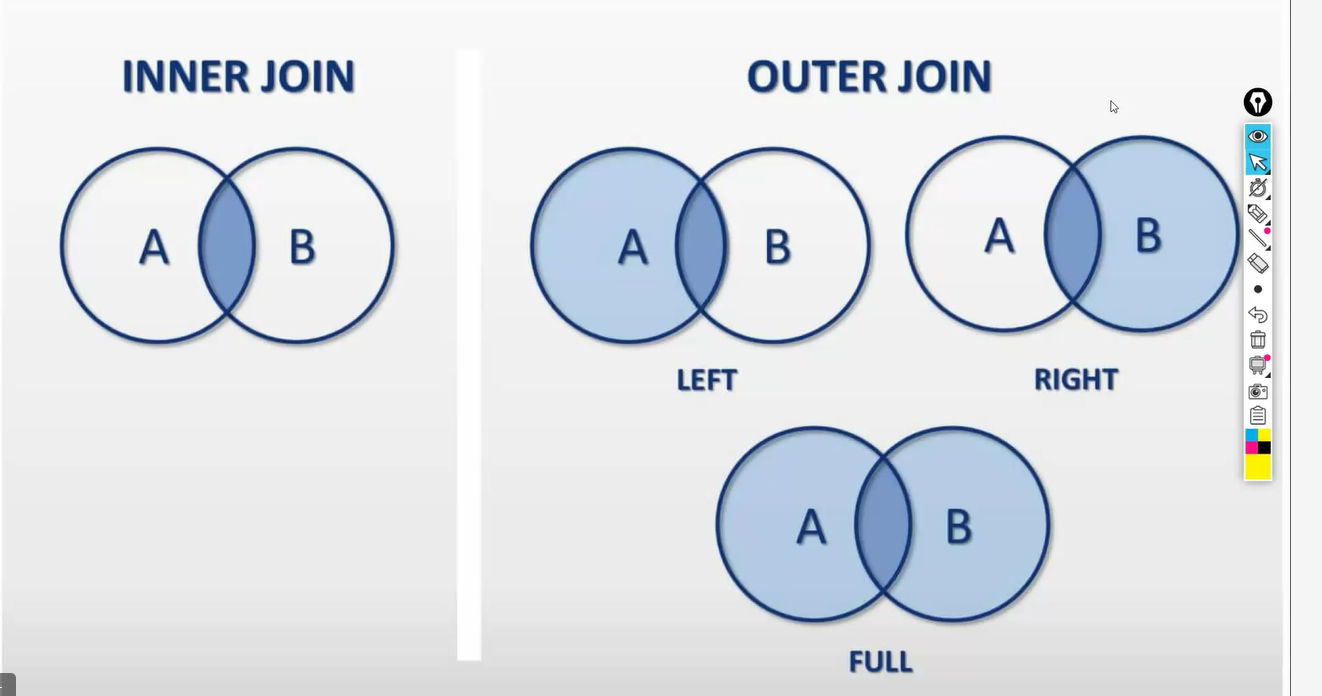 INNER JOIN
A B
OUTER JOIN
A B
LEFT
A B
RIGHT
A B
FULL